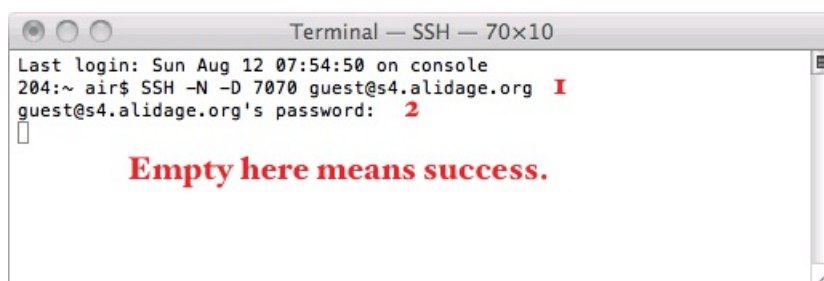 Terminal — SSH — 70×10
Last login: Sun Aug 12 07:54:50 on console
204:~ air$ SSH -N -D 7070 guest@s4.alidage.org 1
guest@s4.alidage.org's password: 2
Empty here means success.